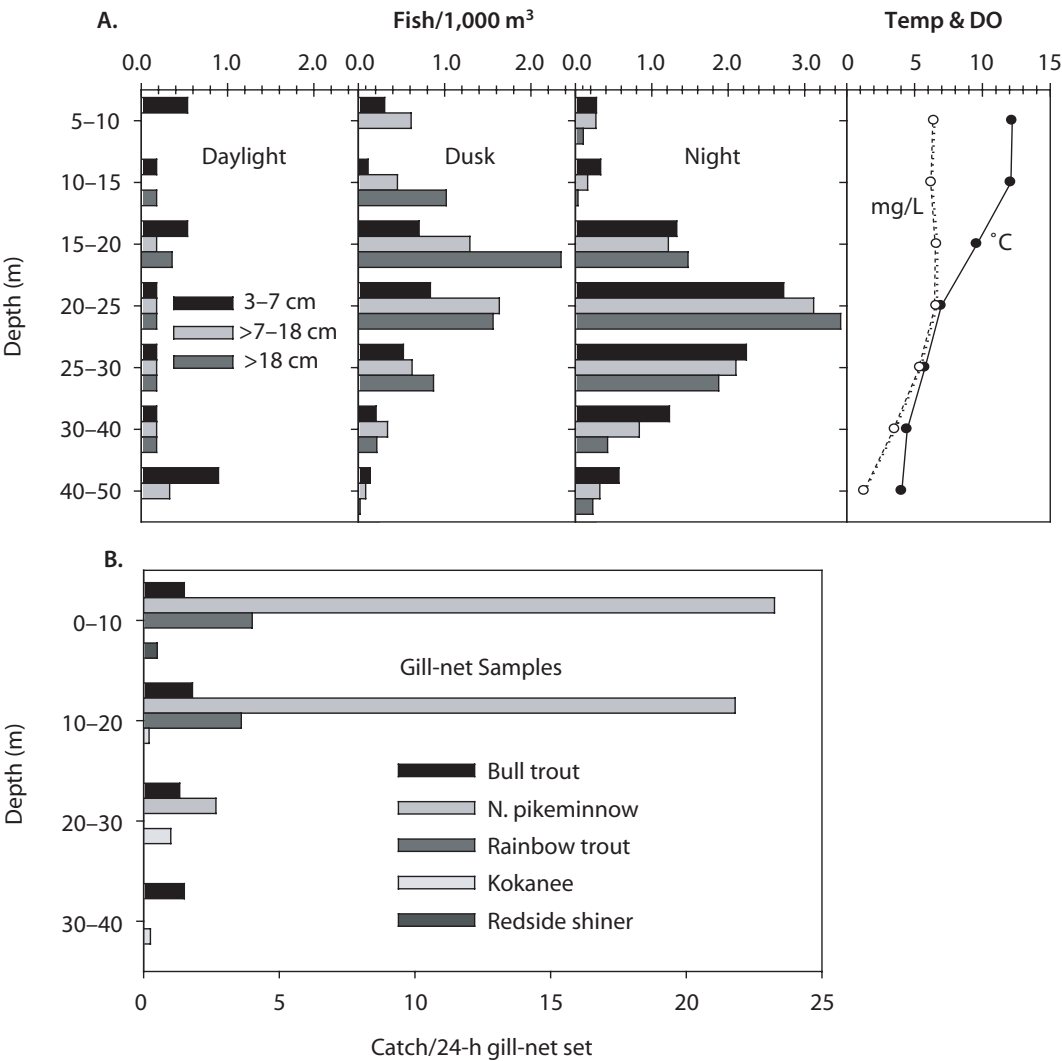 A. Fish/1,000 m³ Temp & DO
0.0 1.0 2.0 0.0 1.0 2.0 0.0 1.0 2.0 3.0 0 5 10 15
5–10
Daylight Dusk Night
10–15
mg/L
15–20
°C
20–25
3–7 cm
>7–18 cm
>18 cm
25–30
30–40
40–50
Depth (m)
B.
0–10
Gill-net Samples
10–20
Bull trout
N. pikeminnow
20–30
Rainbow trout
Kokanee
Redside shiner
30–40
Depth (m)
0 5 10 15 20 25
Catch/24-h gill-net set